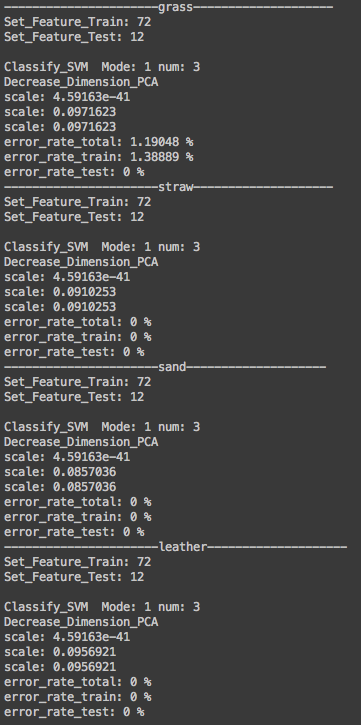 ----------------------grass--------------------
Set_Feature_Train: 72
Set_Feature_Test: 12

Classify_SVM  Mode: 1 num: 3
Decrease_Dimension_PCA
scale: 4.59163e-41
scale: 0.0971623
scale: 0.0971623
error_rate_total: 1.19048 %
error_rate_train: 1.38889 %
error_rate_test: 0 %
----------------------straw--------------------
Set_Feature_Train: 72
Set_Feature_Test: 12

Classify_SVM  Mode: 1 num: 3
Decrease_Dimension_PCA
scale: 4.59163e-41
scale: 0.0910253
scale: 0.0910253
error_rate_total: 0 %
error_rate_train: 0 %
error_rate_test: 0 %
----------------------sand--------------------
Set_Feature_Train: 72
Set_Feature_Test: 12

Classify_SVM  Mode: 1 num: 3
Decrease_Dimension_PCA
scale: 4.59163e-41
scale: 0.0857036
scale: 0.0857036
error_rate_total: 0 %
error_rate_train: 0 %
error_rate_test: 0 %
----------------------leather--------------------
Set_Feature_Train: 72
Set_Feature_Test: 12

Classify_SVM  Mode: 1 num: 3
Decrease_Dimension_PCA
scale: 4.59163e-41
scale: 0.0956921
scale: 0.0956921
error_rate_total: 0 %
error_rate_train: 0 %
error_rate_test: 0 %